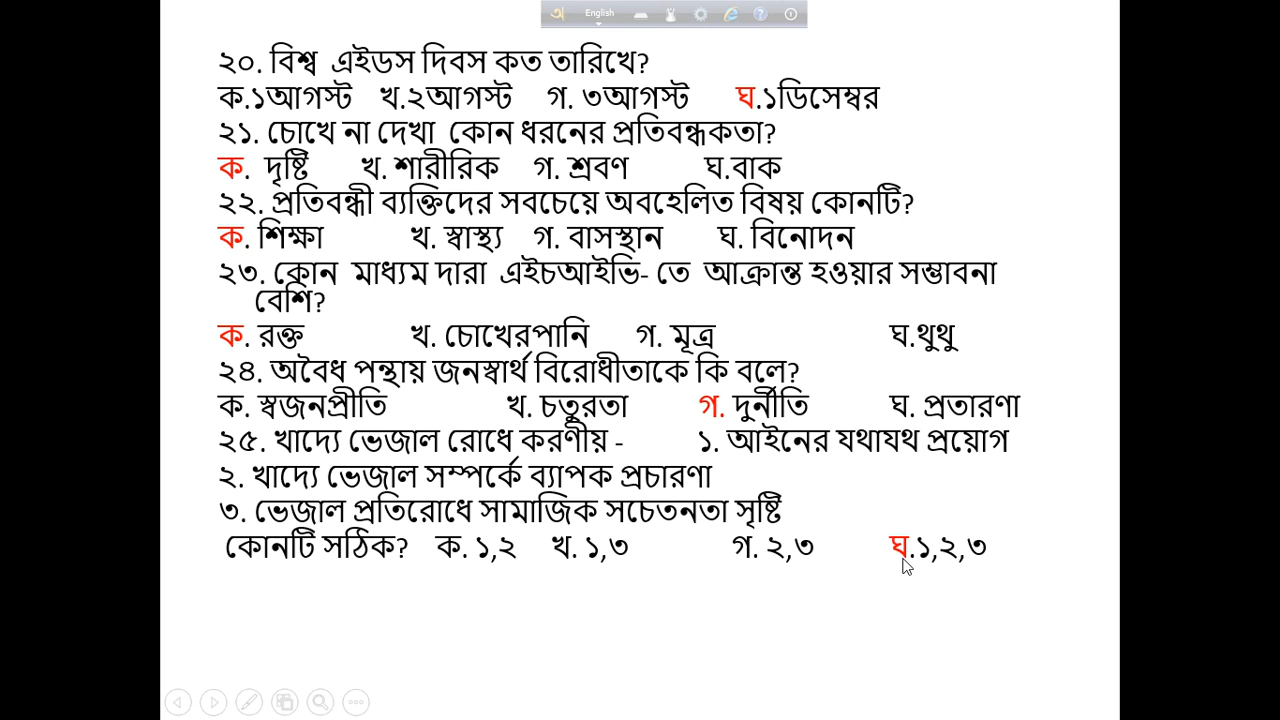 English
২০. বিশ্ব এইডস দিবস কত তারিখে?
ক.১আগস্ট খ.২আগস্ট গ. ৩আগস্ট ঘ.১ডিসেম্বর
২১. চোখে না দেখা কোন ধরনের প্রতিবন্ধকতা?
ক. দৃষ্টি খ. শারীরিক গ. শ্রবণ ঘ.বাক
২২. প্রতিবন্ধী ব্যক্তিদের সবচেয়ে অবহেলিত বিষয় কোনটি?
ক. শিক্ষা খ. স্বাস্থ্য গ. বাসস্থান ঘ. বিনোদন
২৩. কোন মাধ্যম দারা এইচআইভি- তে আক্রান্ত হওয়ার সম্ভাবনা
বেশি?
ক. রক্ত খ. চোখেরপানি গ. মূত্র ঘ.থুথু
২৪. অবৈধ পন্থায় জনস্বার্থ বিরোধীতাকে কি বলে?
ক. স্বজনপ্রীতি খ. চতুরতা গ. দুর্নীতি ঘ. প্রতারণা
২৫. খাদ্যে ভেজাল রোধে করণীয় - ১. আইনের যথাযথ প্রয়োগ
২. খাদ্যে ভেজাল সম্পর্কে ব্যাপক প্রচারণা
৩. ভেজাল প্রতিরোধে সামাজিক সচেতনতা সৃষ্টি
কোনটি সঠিক? ক. ১,২ খ. ১,৩ গ. ২,৩ ঘ.১,২,৩